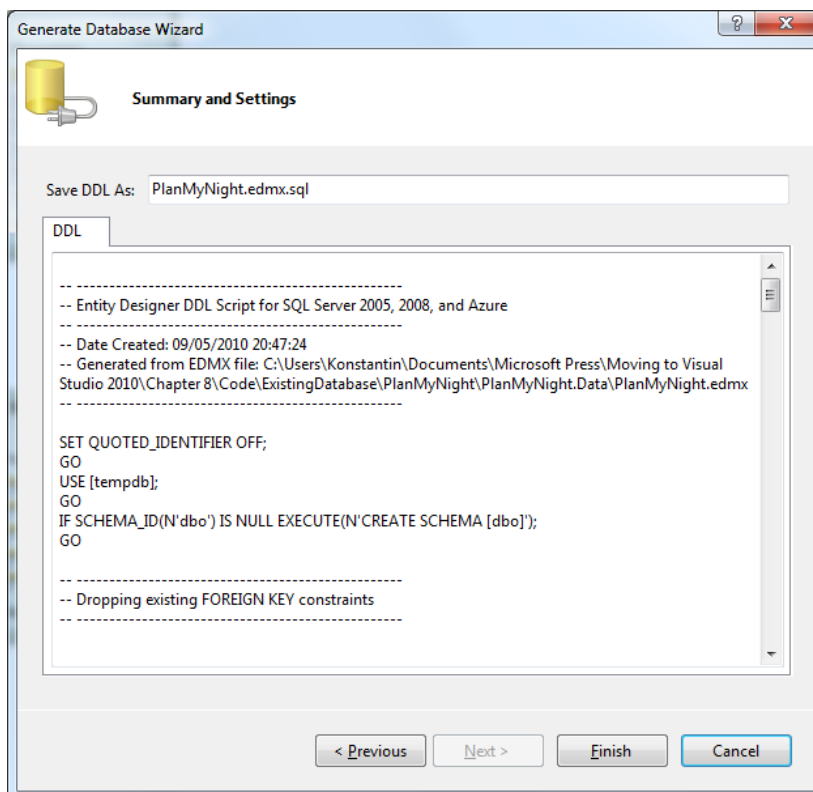 Generate Database Wizard
Summary and Settings
Save DDL As: PlanMyNight.edmx.sql
DDL
-- --------------------------------------------------
-- Entity Designer DDL Script for SQL Server 2005, 2008, and Azure
-- --------------------------------------------------
-- Date Created: 09/05/2010 20:47:24
-- Generated from EDMX file: C:\Users\Konstantin\Documents\Microsoft Press\Moving to Visual
Studio 2010\Chapter 8\Code\ExistingDatabase\PlanMyNight\PlanMyNight.Data\PlanMyNight.edmx
-- --------------------------------------------------
SET QUOTED_IDENTIFIER OFF;
GO
USE [tempdb];
GO
IF SCHEMA_ID(N'dbo') IS NULL EXECUTE(N'CREATE SCHEMA [dbo]');
GO
-- --------------------------------------------------
-- Dropping existing FOREIGN KEY constraints
-- --------------------------------------------------
< Previous Next > Finish Cancel